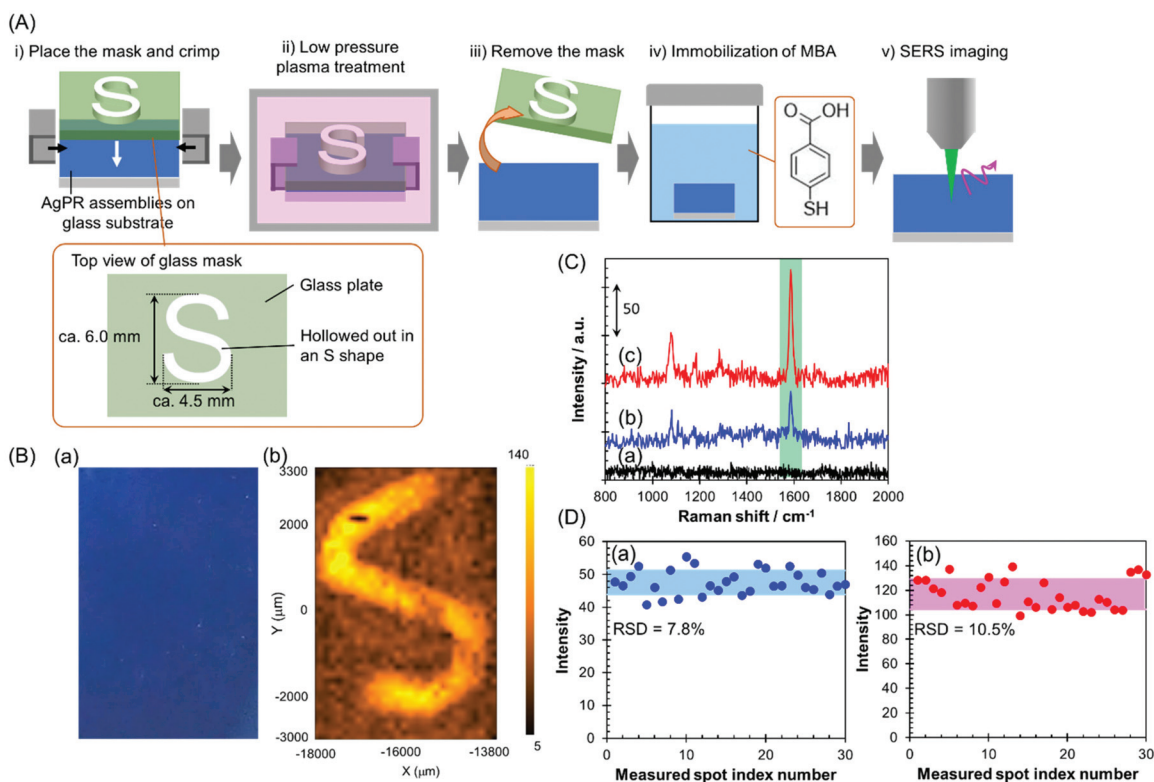 (A)
i) Place the mask and crimp
ii) Low pressure
plasma treatment
iii) Remove the mask
iv) Immobilization of MBA
v) SERS imaging
S
S
S
O
OH
SH
AgPR assemblies on
glass substrate
Top view of glass mask
S
Glass plate
Hollowed out in
an S shape
ca. 6.0 mm
ca. 4.5 mm
(B)
(a)
(b)
3300
2000
0
-2000
-3000
Y (μm)
-18000
-16000
-13800
X (μm)
140
5
(C)
50
(c)
(b)
(a)
Intensity / a.u.
800
1000
1200
1400
1600
1800
2000
Raman shift / cm-1
(D)
(a)
60
50
40
30
20
10
0
Intensity
RSD = 7.8%
0
10
20
30
Measured spot index number
(b)
160
140
120
100
80
60
40
20
0
Intensity
RSD = 10.5%
0
10
20
30
Measured spot index number